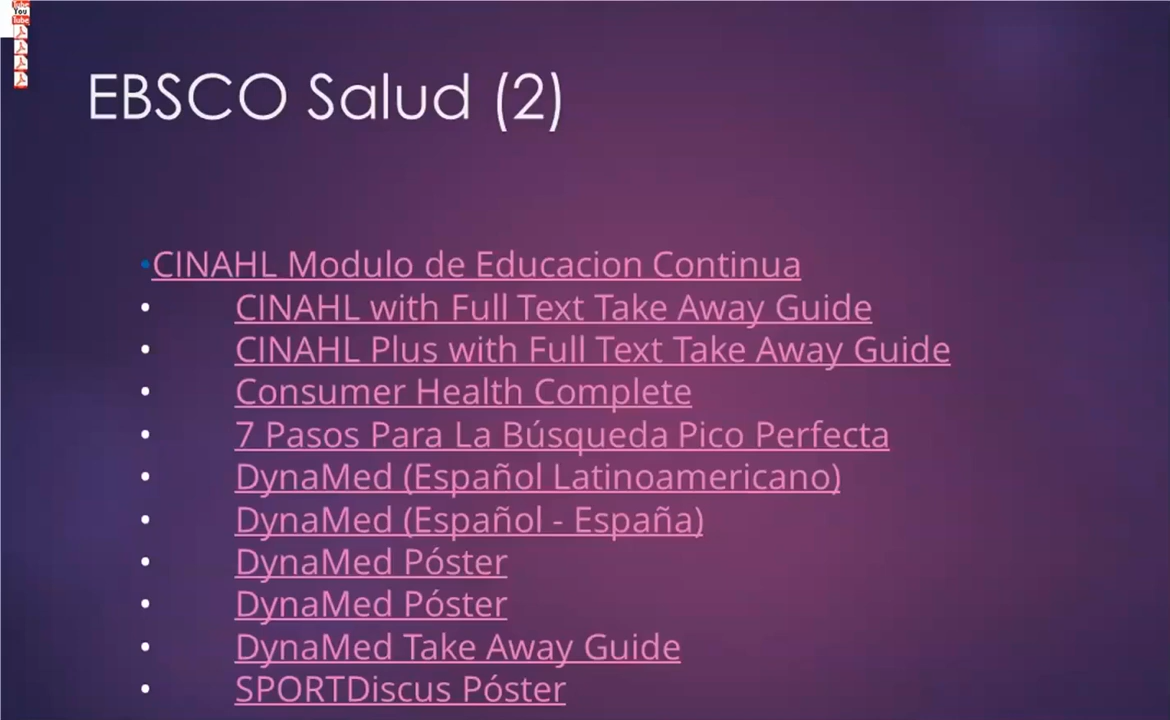 You
Tube
EBSCO Salud (2)
•CINAHL Modulo de Educacion Continua
• CINAHL with Full Text Take Away Guide
• CINAHL Plus with Full Text Take Away Guide
• Consumer Health Complete
• 7 Pasos Para La Búsqueda Pico Perfecta
• DynaMed (Español Latinoamericano)
• DynaMed (Español - España)
• DynaMed Póster
• DynaMed Póster
• DynaMed Take Away Guide
• SPORTDiscus Póster